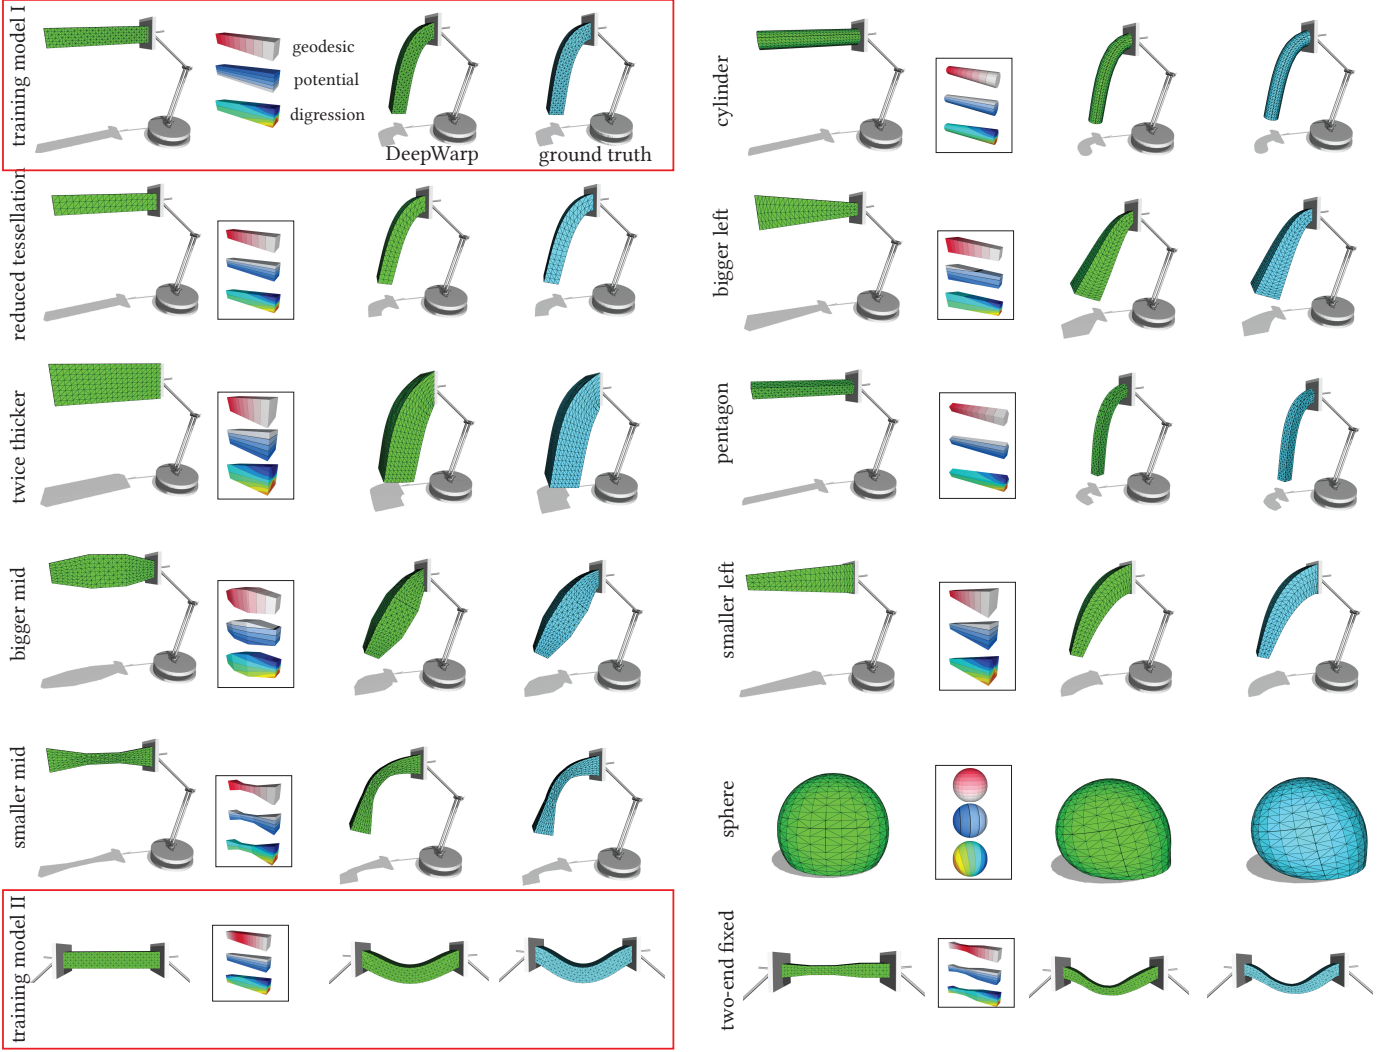 training model I
geodesic
potential
digression
DeepWarp
ground truth
cylinder
reduced tessellation
bigger left
twice thicker
pentagon
bigger mid
smaller left
smaller mid
sphere
training model II
two-end fixed